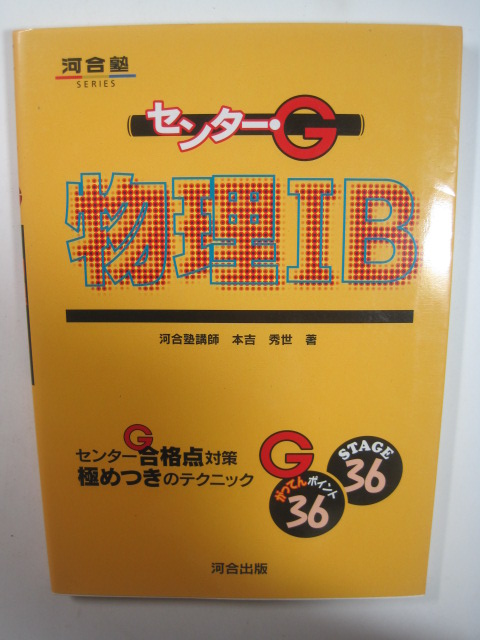 河合塾
SERIES
センター・G
物理IB
河合塾講師 本吉 秀世 著
G
センター合格点対策
極めつきのテクニック
G
がってんポイント
36
STAGE
36
河合出版